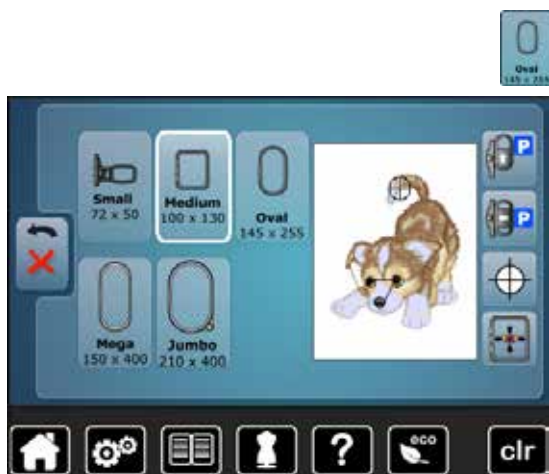 Oval
145 x 255
Small
72 x 50
Medium
100 x 130
Oval
145 x 255
P
P
Mega
150 x 400
Jumbo
210 x 400
?
eco
clr